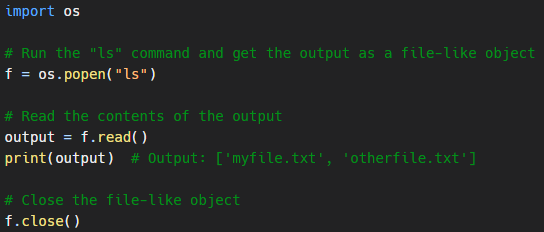 import os
# Run the "ls" command and get the output as a file-like object
f = os.popen("ls")
# Read the contents of the output
output = f.read()
print(output)  # Output: ['myfile.txt', 'otherfile.txt']
# Close the file-like object
f.close()